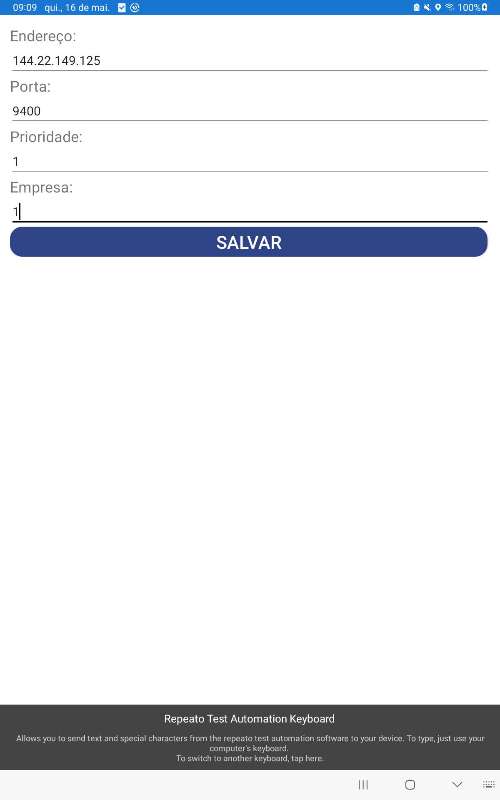 09:09 qui., 16 de mai. 100%
Endereço:
144.22.149.125
Porta:
9400
Prioridade:
1
Empresa:
1
SALVAR
Repeato Test Automation Keyboard
Allows you to send text and special characters from the repeato test automation software to your device. To type, just use your
computer's keyboard.
To switch to another keyboard, tap here.